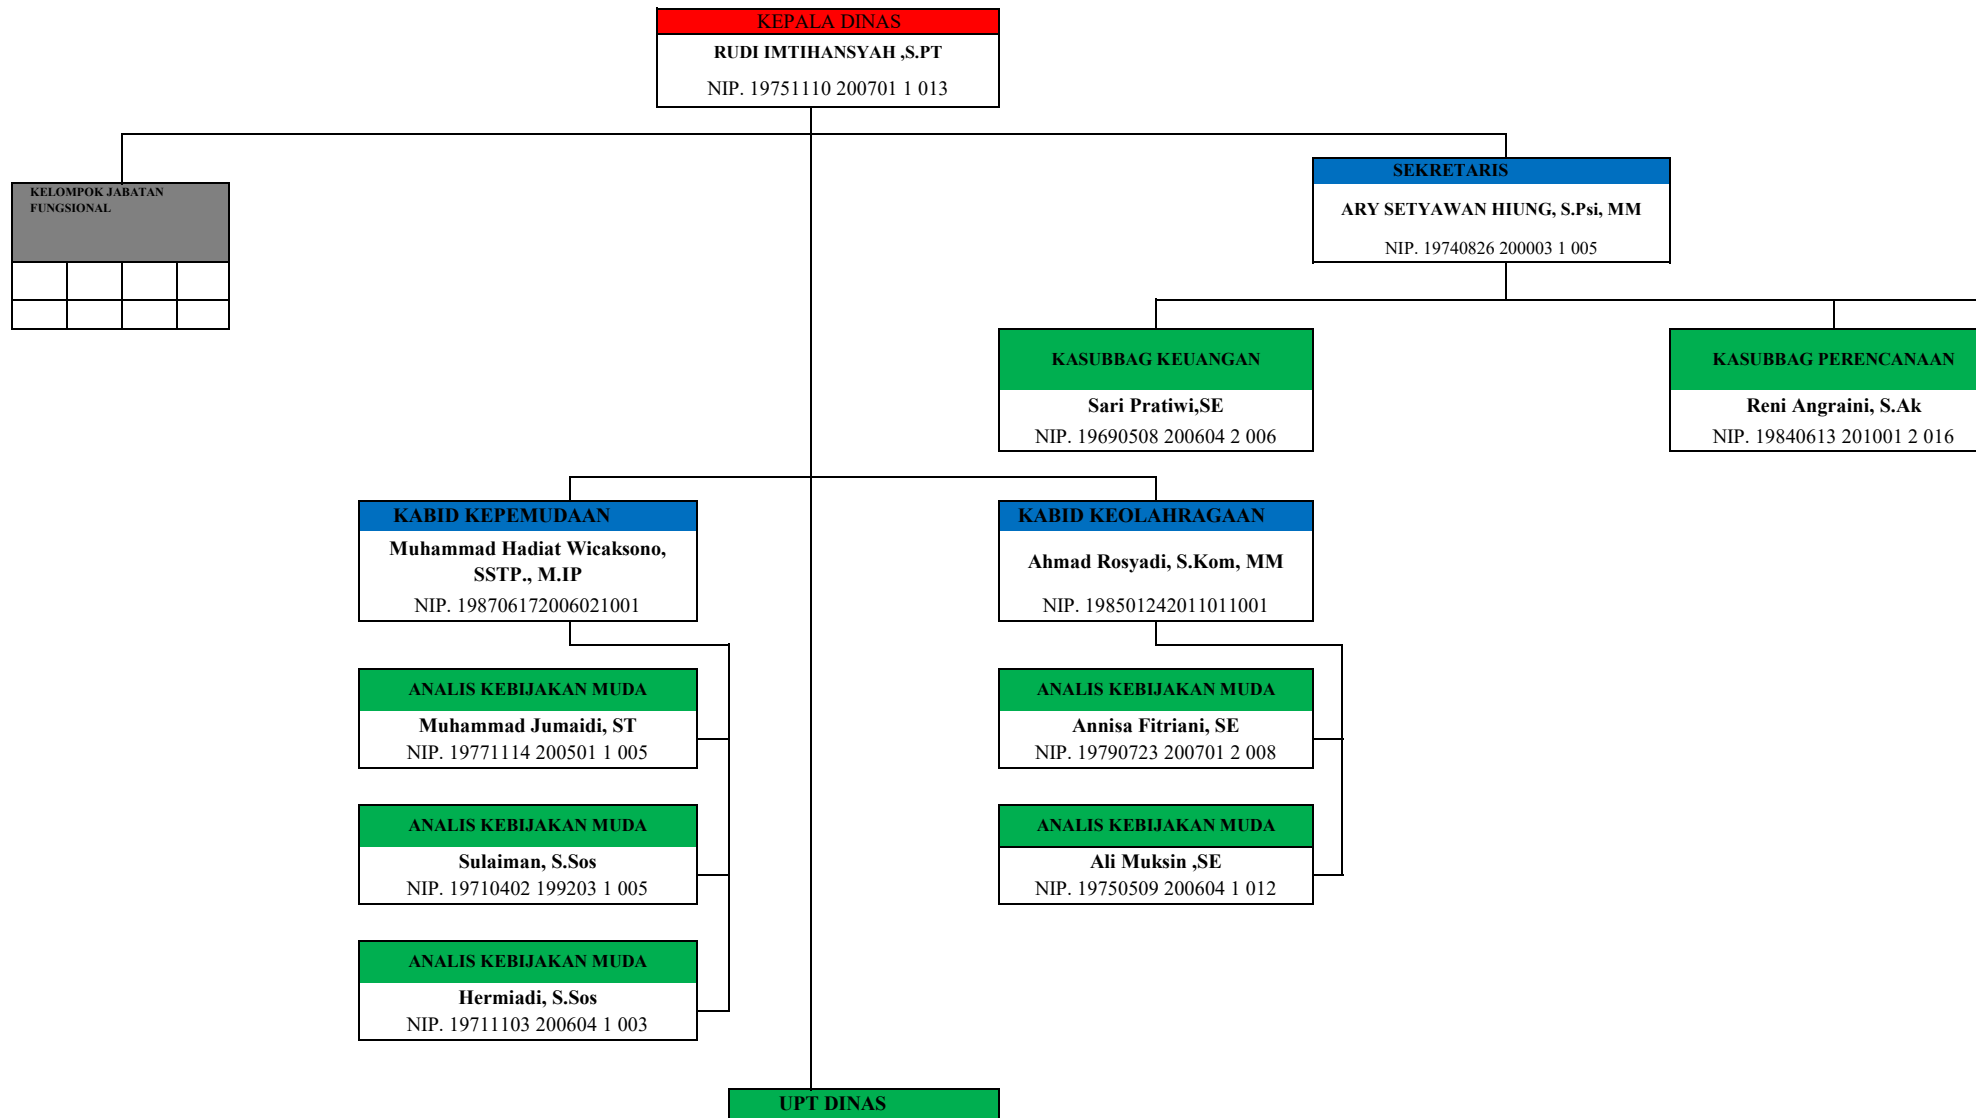 KEPALA DINAS
RUDI IMTIHANSYAH ,S.PT
NIP. 19751110 200701 1 013
KELOMPOK JABATAN
FUNGSIONAL
SEKRETARIS
ARY SETYAWAN HIUNG, S.Psi, MM
NIP. 19740826 200003 1 005
KASUBBAG KEUANGAN
Sari Pratiwi,SE
NIP. 19690508 200604 2 006
KASUBBAG PERENCANAAN
Reni Angraini, S.Ak
NIP. 19840613 201001 2 016
KABID KEPEMUDAAN
Muhammad Hadiat Wicaksono,
SSTP., M.IP
NIP. 198706172006021001
KABID KEOLAHRAGAAN
Ahmad Rosyadi, S.Kom, MM
NIP. 198501242011011001
ANALIS KEBIJAKAN MUDA
Muhammad Jumaidi, ST
NIP. 19771114 200501 1 005
ANALIS KEBIJAKAN MUDA
Annisa Fitriani, SE
NIP. 19790723 200701 2 008
ANALIS KEBIJAKAN MUDA
Sulaiman, S.Sos
NIP. 19710402 199203 1 005
ANALIS KEBIJAKAN MUDA
Ali Muksin ,SE
NIP. 19750509 200604 1 012
ANALIS KEBIJAKAN MUDA
Hermiadi, S.Sos
NIP. 19711103 200604 1 003
UPT DINAS